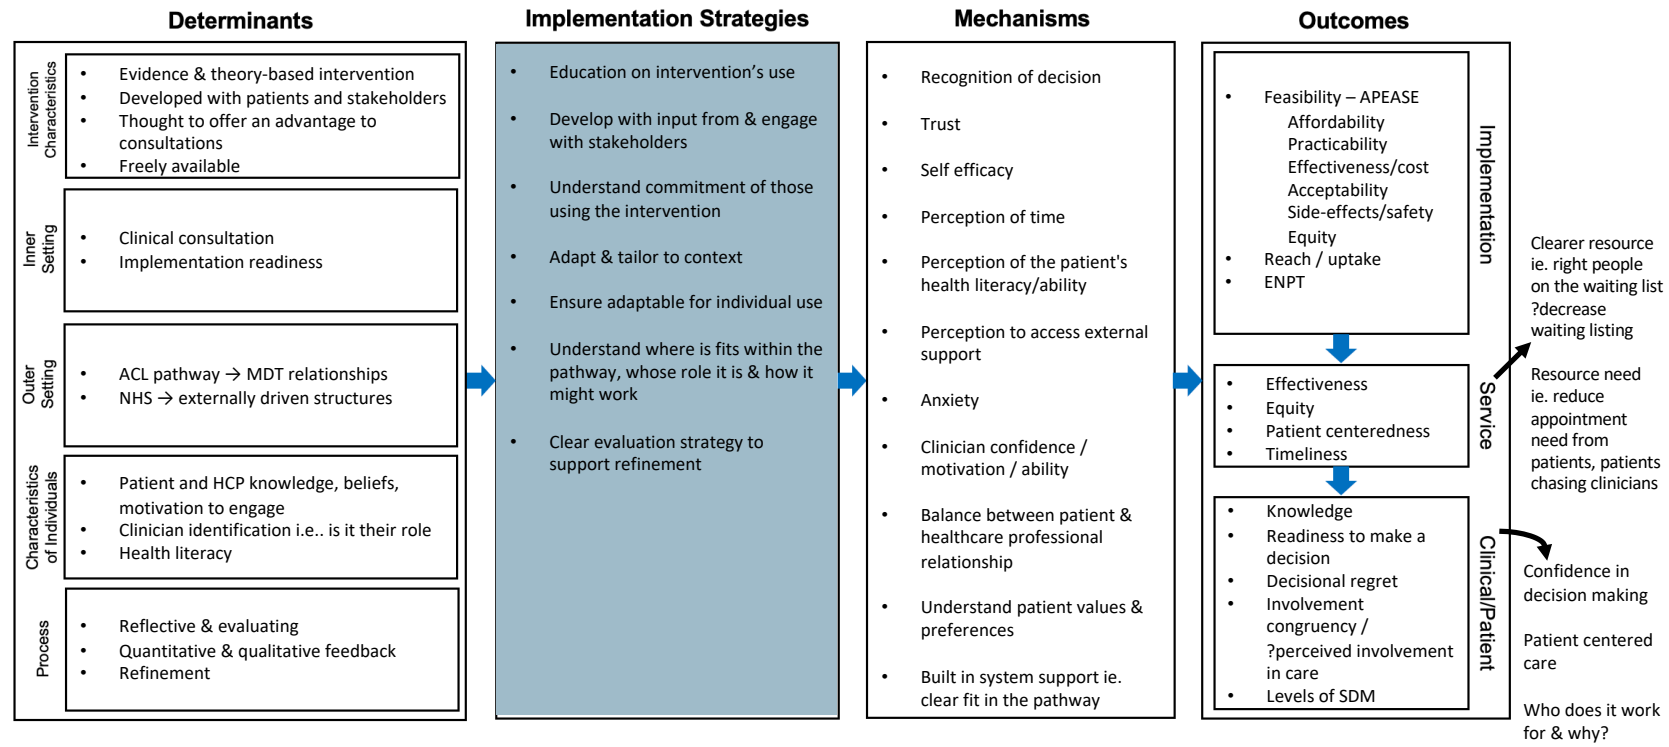 Determinants
Intervention
Characteristics
• Evidence & theory-based intervention
• Developed with patients and stakeholders
• Thought to offer an advantage to
consultations
• Freely available
Inner
Setting
• Clinical consultation
• Implementation readiness
Outer
Setting
• ACL pathway → MDT relationships
• NHS → externally driven structures
Characteristics
of Individuals
• Patient and HCP knowledge, beliefs,
motivation to engage
• Clinician identification i.e.. is it their role
• Health literacy
Process
• Reflective & evaluating
• Quantitative & qualitative feedback
• Refinement
Implementation Strategies
• Education on intervention's use
• Develop with input from & engage
with stakeholders
• Understand commitment of those
using the intervention
• Adapt & tailor to context
• Ensure adaptable for individual use
• Understand where is fits within the
pathway, whose role it is & how it
might work
• Clear evaluation strategy to
support refinement
Mechanisms
• Recognition of decision
• Trust
• Self efficacy
• Perception of time
• Perception of the patient's
health literacy/ability
• Perception to access external
support
• Anxiety
• Clinician confidence /
motivation / ability
• Balance between patient &
healthcare professional
relationship
• Understand patient values &
preferences
• Built in system support ie.
clear fit in the pathway
Outcomes
• Feasibility – APEASE
Affordability
Practicability
Effectiveness/cost
Acceptability
Side-effects/safety
Equity
• Reach / uptake
• ENPT
Implementation
• Effectiveness
• Equity
• Patient centeredness
• Timeliness
Service
• Knowledge
• Readiness to make a
decision
• Decisional regret
• Involvement
congruency /
?perceived involvement
in care
• Levels of SDM
Clinical/Patient
Clearer resource
ie. right people
on the waiting list
?decrease
waiting listing
Resource need
ie. reduce
appointment
need from
patients, patients
chasing clinicians
Confidence in
decision making
Patient centered
care
Who does it work
for & why?